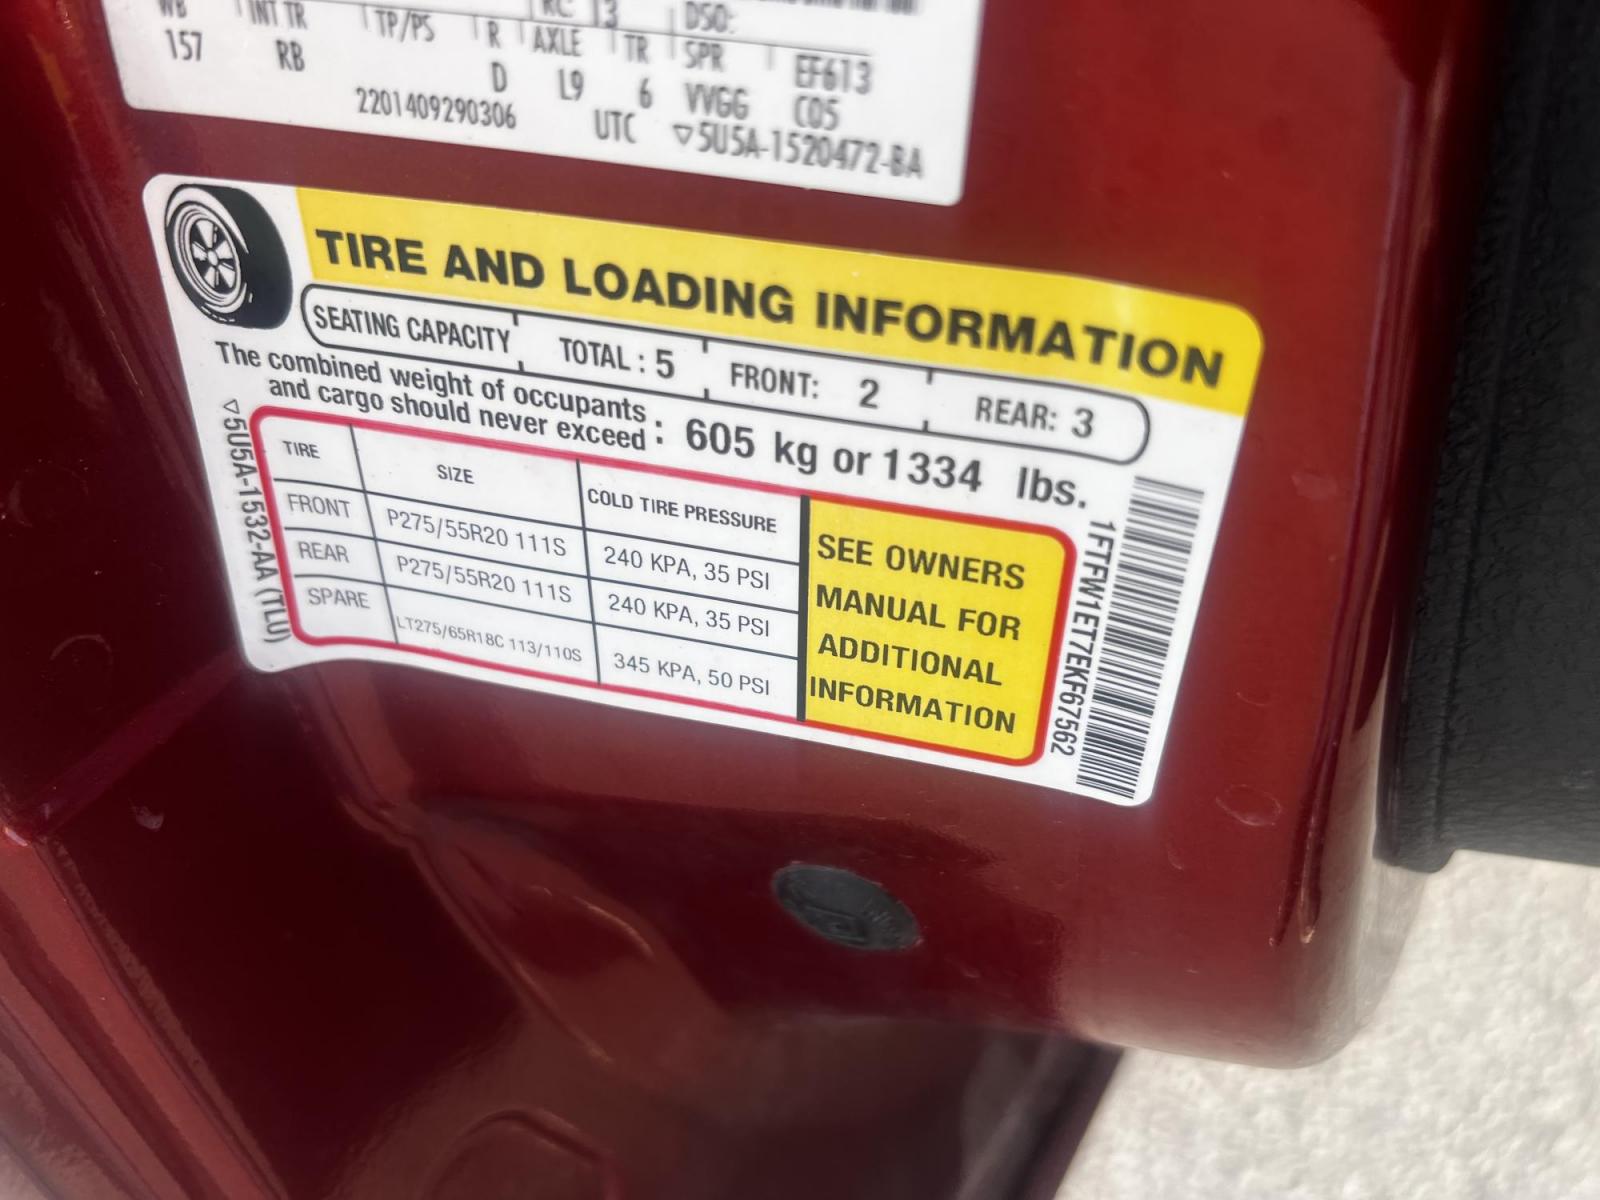 WB INT TR TP/PS R AXLE TR SPR EF613
RC: 13 DSO:
157 RB D L9 6 VVGG C05
2201409290306 UTC ▽5U5A-1520472-BA
TIRE AND LOADING INFORMATION
SEATING CAPACITY TOTAL : 5 FRONT: 2 REAR: 3
The combined weight of occupants
and cargo should never exceed : 605 kg or 1334 lbs.
TIRE SIZE COLD TIRE PRESSURE
FRONT P275/55R20 111S 240 KPA, 35 PSI
REAR P275/55R20 111S 240 KPA, 35 PSI
SPARE LT275/65R18C 113/110S 345 KPA, 50 PSI
SEE OWNERS
MANUAL FOR
ADDITIONAL
INFORMATION
▽5U5A-1532-AA (TLU)
1FTFW1ET7EKF67562